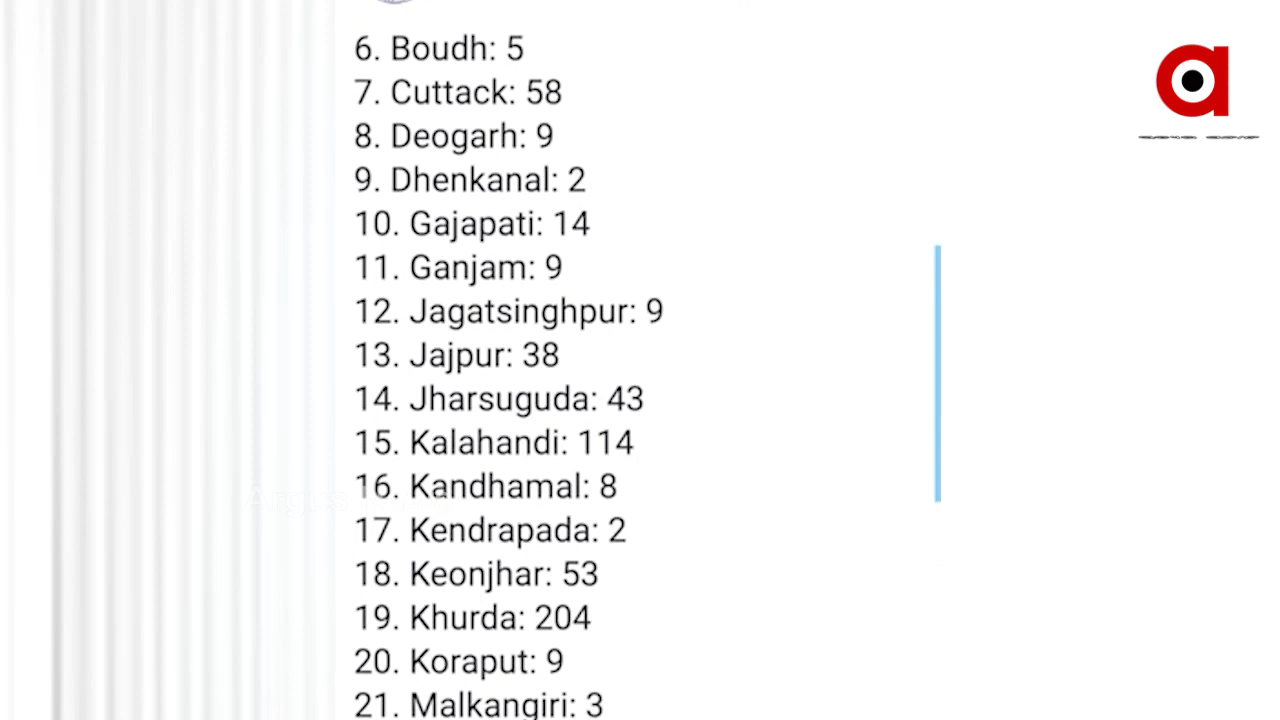 6. Boudh: 5
7. Cuttack: 58
8. Deogarh: 9
9. Dhenkanal: 2
10. Gajapati: 14
11. Ganjam: 9
12. Jagatsinghpur: 9
13. Jajpur: 38
14. Jharsuguda: 43
15. Kalahandi: 114
16. Kandhamal: 8
17. Kendrapada: 2
18. Keonjhar: 53
19. Khurda: 204
20. Koraput: 9
21. Malkangiri: 3